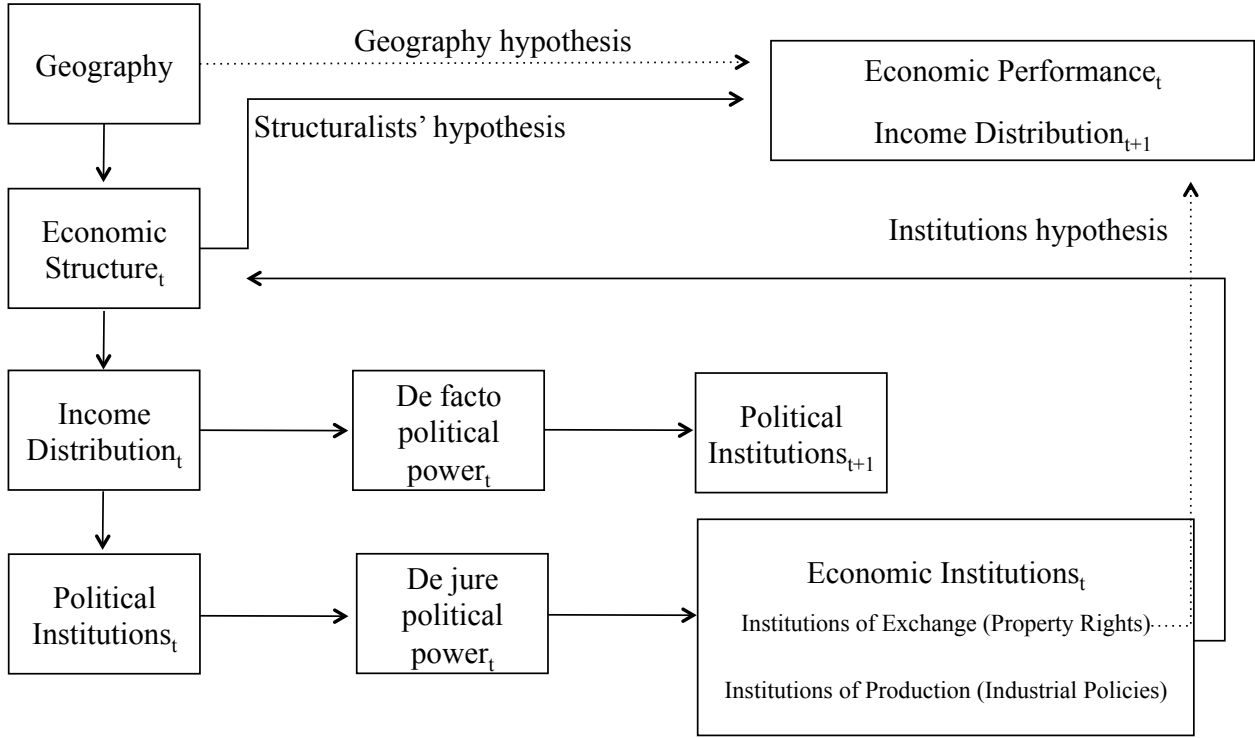 Geography
Geography hypothesis
Economic Performance_t
Income Distribution_{t+1}
Structuralists' hypothesis
Economic
Structure_t
Institutions hypothesis
Income
Distribution_t
De facto
political
power_t
Political
Institutions_{t+1}
Political
Institutions_t
De jure
political
power_t
Economic Institutions_t
Institutions of Exchange (Property Rights)
Institutions of Production (Industrial Policies)